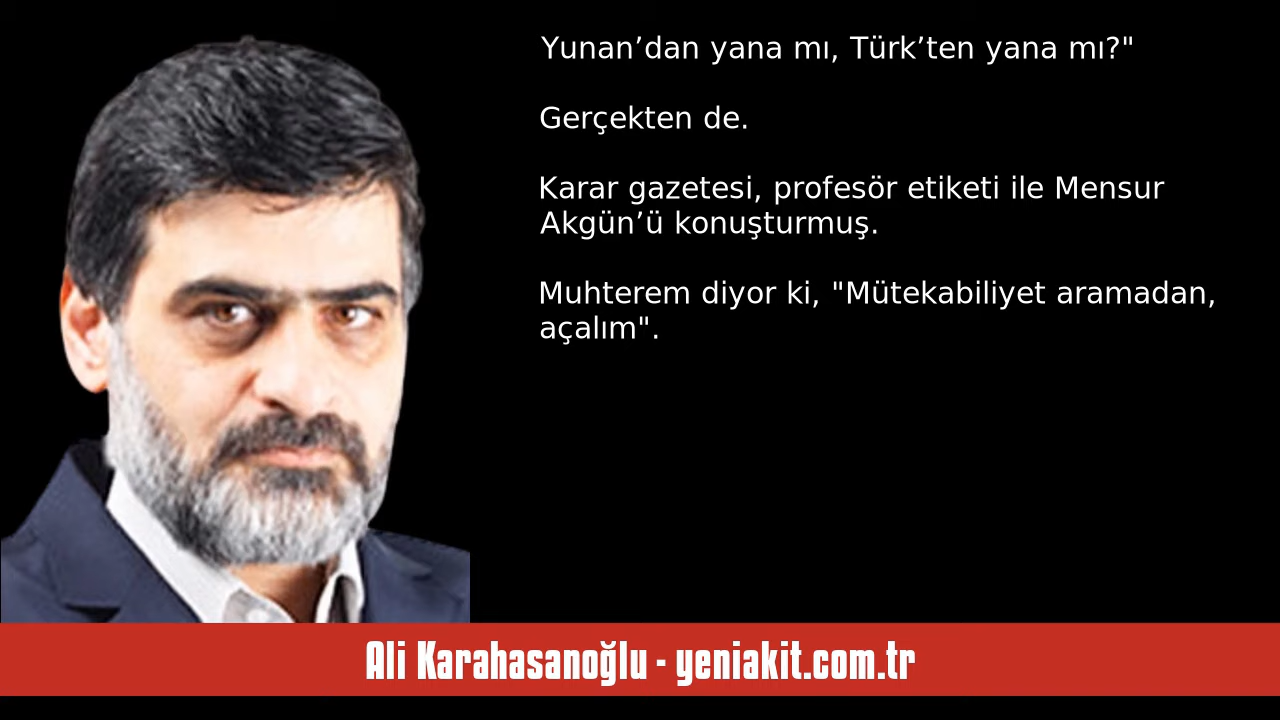 Yunan’dan yana mı, Türk’ten yana mı?"
Gerçekten de.
Karar gazetesi, profesör etiketi ile Mensur
Akgün’ü konuşturmuş.
Muhterem diyor ki, "Mütekabiliyet aramadan,
açalım".
Ali Karahasanoğlu - yeniakit.com.tr